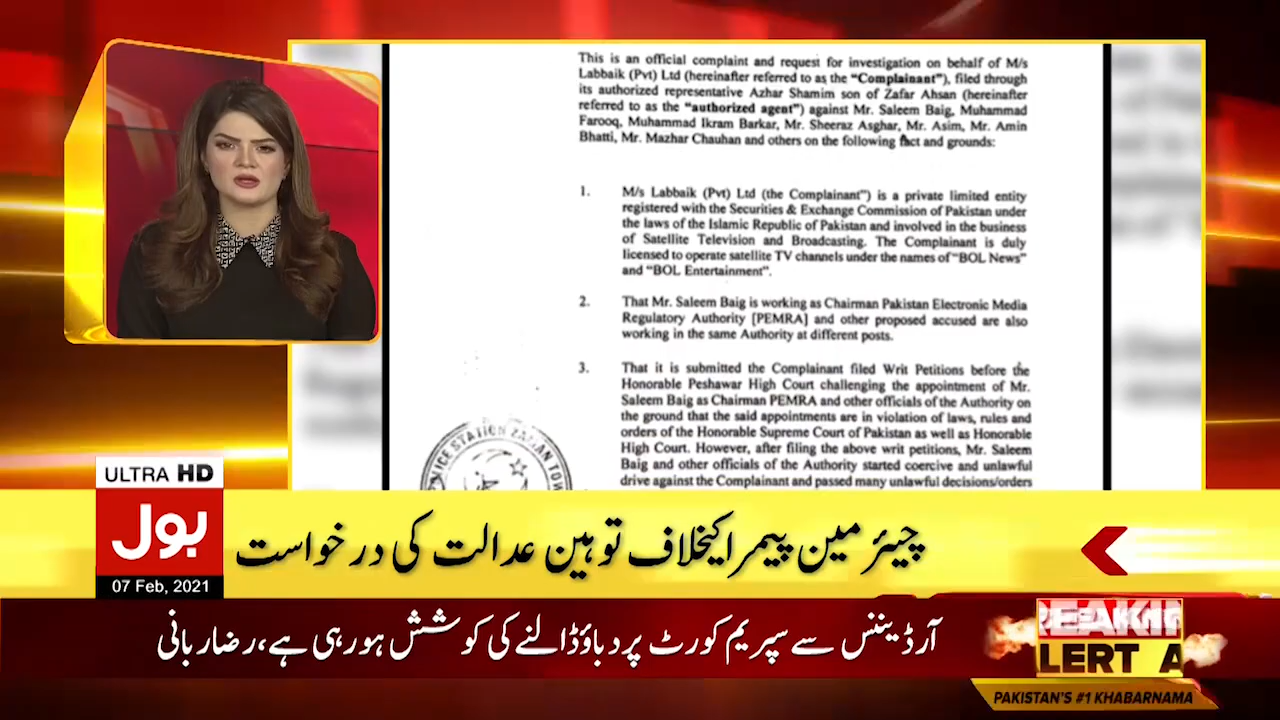 This is an official complaint and request for investigation on behalf of M/s
Labbaik (Pvt) Ltd (hereinafter referred to as the "Complainant"), filed through
its authorized representative Azhar Shamim son of Zafar Ahsan (hereinafter
referred to as the "authorized agent") against Mr. Saleem Baig, Muhammad
Farooq, Muhammad Ikram Barkar, Mr. Sheeraz Asghar, Mr. Asim, Mr. Amin
Bhatti, Mr. Mazhar Chauhan and others on the following fact and grounds:
1. M/s Labbaik (Pvt) Ltd (the Complainant") is a private limited entity
registered with the Securities & Exchange Commission of Pakistan under
the laws of the Islamic Republic of Pakistan and involved in the business
of Satellite Television and Broadcasting. The Complainant is duly
licensed to operate satellite TV channels under the names of "BOL News"
and "BOL Entertainment".
2. That Mr. Saleem Baig is working as Chairman Pakistan Electronic Media
Regulatory Authority [PEMRA] and other proposed accused are also
working in the same Authority at different posts.
3. That it is submitted the Complainant filed Writ Petitions before the
Honorable Peshawar High Court challenging the appointment of Mr.
Saleem Baig as Chairman PEMRA and other officials of the Authority on
the ground that the said appointments are in violation of laws, rules and
orders of the Honorable Supreme Court of Pakistan as well as Honorable
High Court. However, after filing the above writ petitions, Mr. Saleem
Baig and other officials of the Authority started coercive and unlawful
drive against the Complainant and passed many unlawful decisions/orders
STATION ZAMAN TOW
ULTRA HD
بول
07 Feb, 2021
چیئرمین پیمرا کیخلاف توہین عدالت کی درخواست
آرڈیننس سے سپریم کورٹ پر دباؤ ڈالنے کی کوشش ہورہی ہے، رضا ربانی
LERT A
PAKISTAN'S #1 KHABARNAMA